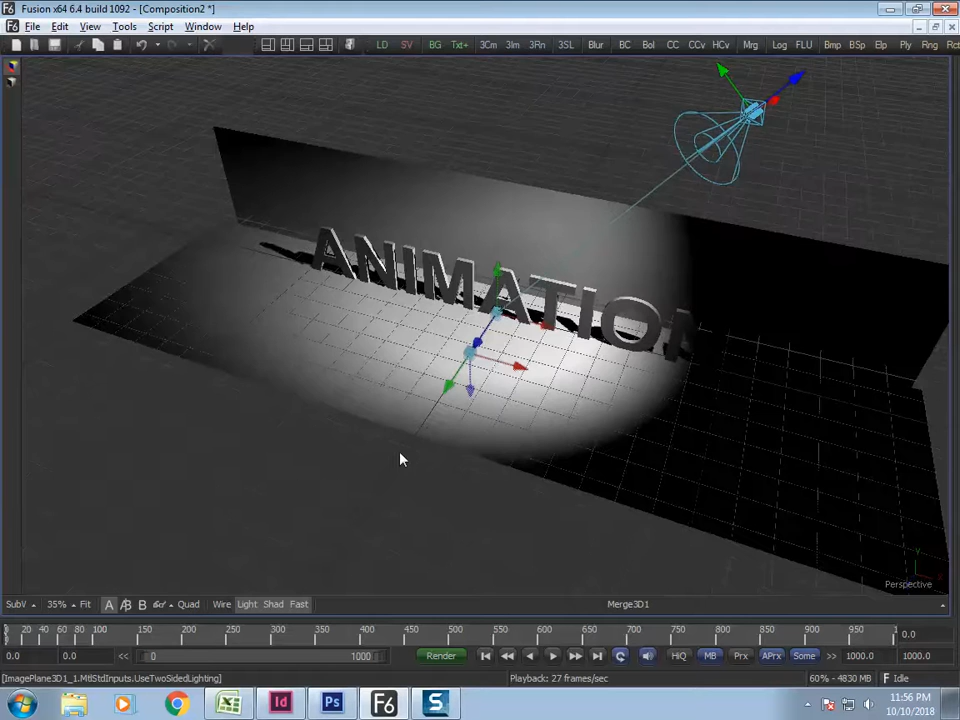 Fusion x64 6.4 build 1092 - [Composition2 *]
File Edit View Tools Script Window Help
LD SV BG Txt+ 3Cm 3Im 3Rn 3SL Blur BC Bol CC CCv HCv Mrg Log FLU Bmp BSp Elp Ply Rng Rct
ANIMATION
Perspective
SubV 35% Fit A B Quad Wire Light Shad Fast Merge3D1
20 40 60 80 100 150 200 250 300 350 400 450 500 550 600 650 700 750 800 850 900 950 0.0
0.0 0.0 << 0 1000 Render HiQ MB Prx APrx Some >> 1000.0 1000.0
[ImagePlane3D1_1.MtlStdInputs.UseTwoSidedLighting] Playback: 27 frames/sec 60% - 4830 MB Idle
Id Ps F6 S 11:56 PM
10/10/2018